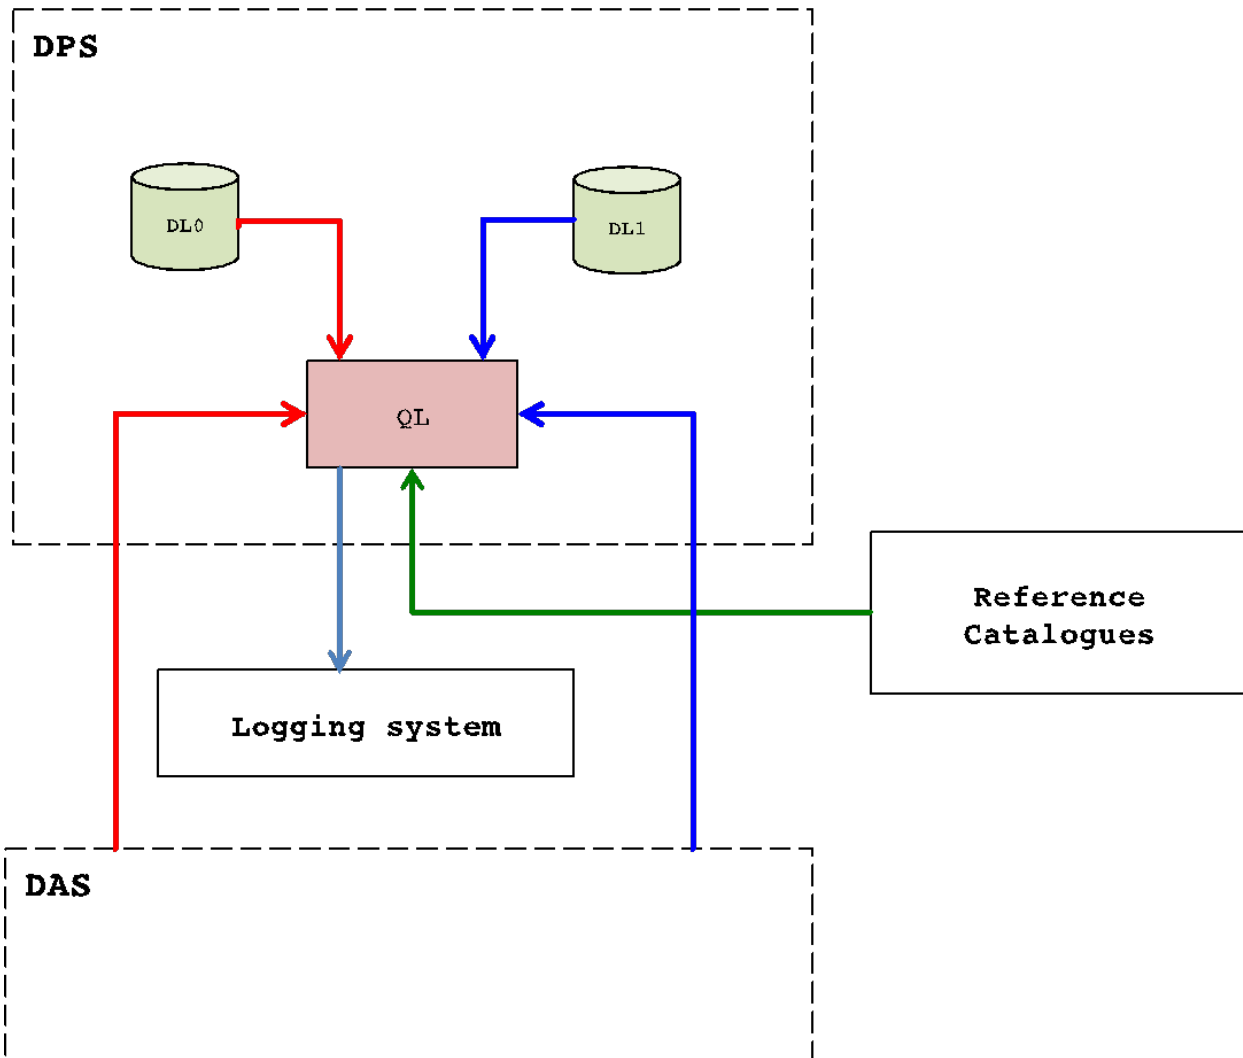 DPS
DL0
DL1
QL
Reference
Catalogues
Logging system
DAS